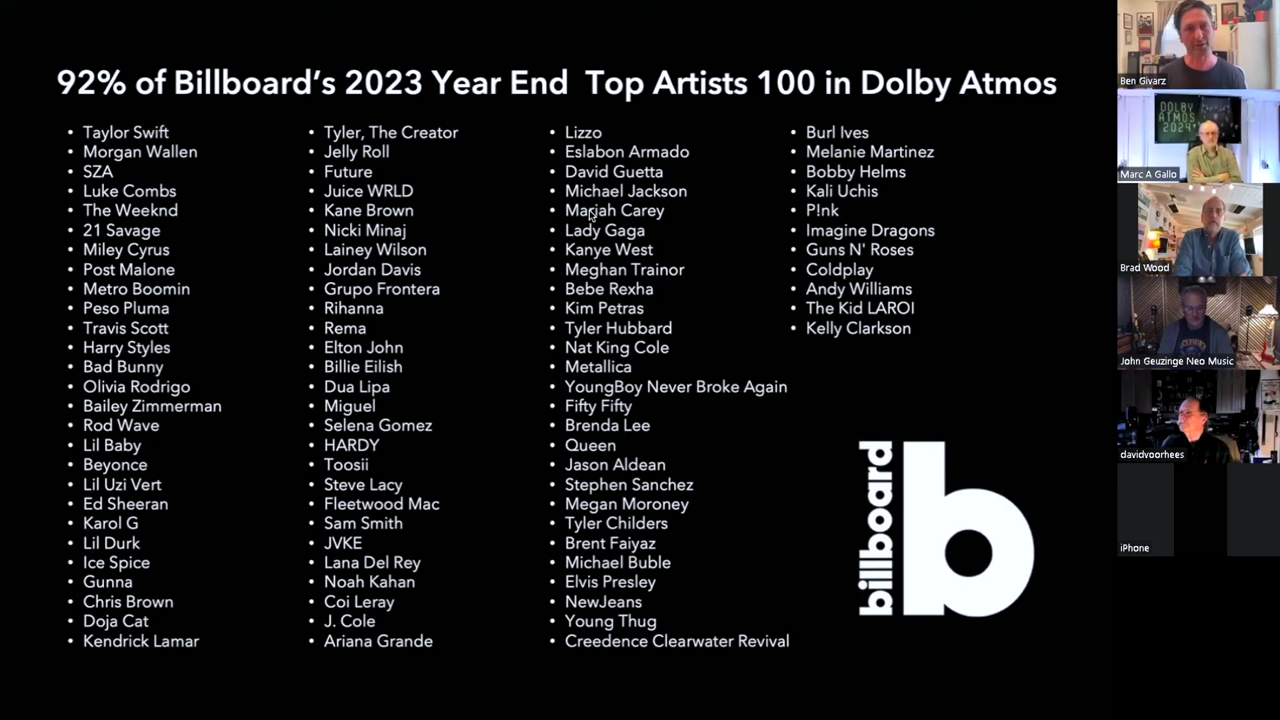 92% of Billboard's 2023 Year End Top Artists 100 in Dolby Atmos
• Taylor Swift
• Morgan Wallen
• SZA
• Luke Combs
• The Weeknd
• 21 Savage
• Miley Cyrus
• Post Malone
• Metro Boomin
• Peso Pluma
• Travis Scott
• Harry Styles
• Bad Bunny
• Olivia Rodrigo
• Bailey Zimmerman
• Rod Wave
• Lil Baby
• Beyonce
• Lil Uzi Vert
• Ed Sheeran
• Karol G
• Lil Durk
• Ice Spice
• Gunna
• Chris Brown
• Doja Cat
• Kendrick Lamar
• Tyler, The Creator
• Jelly Roll
• Future
• Juice WRLD
• Kane Brown
• Nicki Minaj
• Lainey Wilson
• Jordan Davis
• Grupo Frontera
• Rihanna
• Rema
• Elton John
• Billie Eilish
• Dua Lipa
• Miguel
• Selena Gomez
• HARDY
• Toosii
• Steve Lacy
• Fleetwood Mac
• Sam Smith
• JVKE
• Lana Del Rey
• Noah Kahan
• Coi Leray
• J. Cole
• Ariana Grande
• Lizzo
• Eslabon Armado
• David Guetta
• Michael Jackson
• Mariah Carey
• Lady Gaga
• Kanye West
• Meghan Trainor
• Bebe Rexha
• Kim Petras
• Tyler Hubbard
• Nat King Cole
• Metallica
• YoungBoy Never Broke Again
• Fifty Fifty
• Brenda Lee
• Queen
• Jason Aldean
• Stephen Sanchez
• Megan Moroney
• Tyler Childers
• Brent Faiyaz
• Michael Buble
• Elvis Presley
• NewJeans
• Young Thug
• Creedence Clearwater Revival
• Burl Ives
• Melanie Martinez
• Bobby Helms
• Kali Uchis
• P!nk
• Imagine Dragons
• Guns N' Roses
• Coldplay
• Andy Williams
• The Kid LAROI
• Kelly Clarkson
billboard
b
Ben Givarz
DOLBY
ATMOS
2024
Marc A Gallo
Brad Wood
John Geuzinge Neo Music
davidvoorhees
iPhone